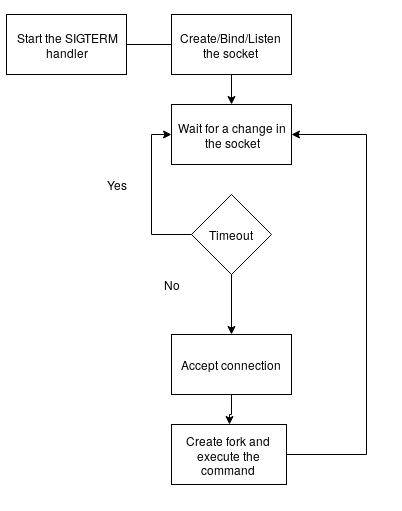 Start the SIGTERM
handler
Create/Bind/Listen
the socket
Wait for a change in
the socket
Yes
Timeout
No
Accept connection
Create fork and
execute the
command